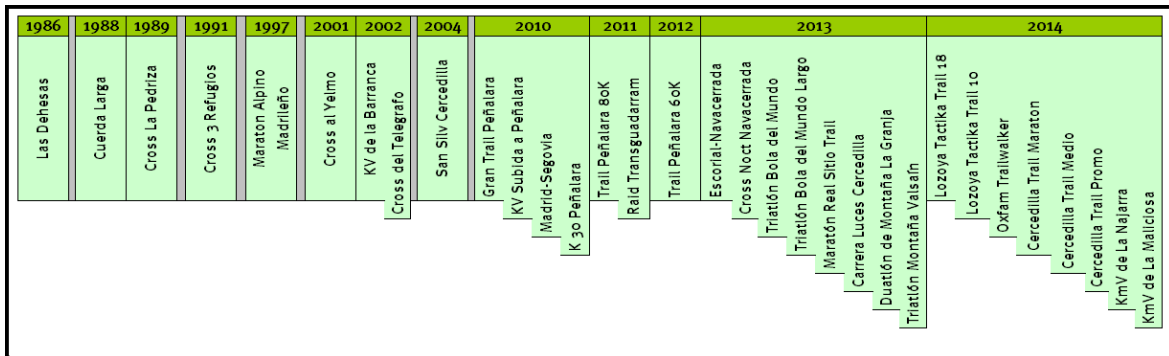 1986
1988
1989
1991
1997
2001
2002
2004
2010
2011
2012
2013
2014
Las Dehesas
Cuerda Larga
Cross La Pedriza
Cross 3 Refugios
Maraton Alpino
Madrileño
Cross al Yelmo
KV de la Barranca
Cross del Telegrafo
San Silv Cercedilla
Gran Trail Peñalara
KV Subida a Peñalara
Madrid-Segovia
K 30 Peñalara
Trail Peñalara 80K
Raid Transguadarram
Trail Peñalara 60K
Escorial-Navacerrada
Cross Noct Navacerrada
Triatlón Bola del Mundo
Triatlón Bola del Mundo Largo
Maratón Real Sitio Trail
Carrera Luces Cercedilla
Duatlón de Montaña La Granja
Triatlón Montaña Valsaín
Lozoya Tactika Trail 18
Lozoya Tactika Trail 10
Oxfam Trailwalker
Cercedilla Trail Maraton
Cercedilla Trail Medio
Cercedilla Trail Promo
KmV de La Najarra
KmV de La Maliciosa